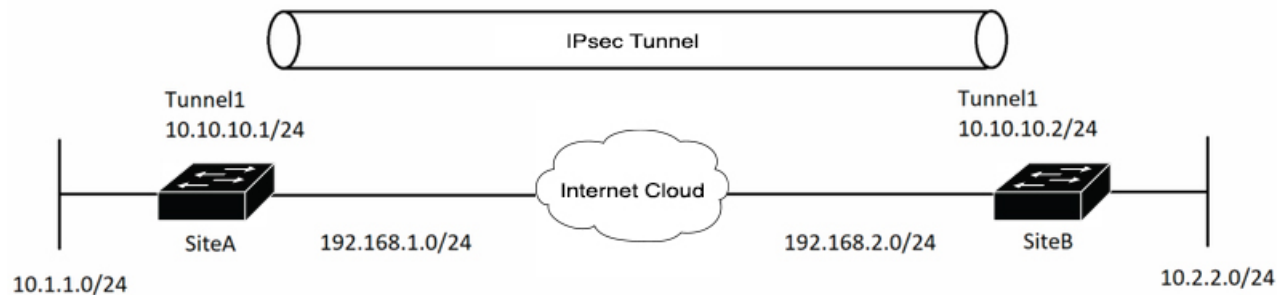 IPsec Tunnel
Tunnel1
10.10.10.1/24
Tunnel1
10.10.10.2/24
Internet Cloud
SiteA
192.168.1.0/24
192.168.2.0/24
SiteB
10.1.1.0/24
10.2.2.0/24